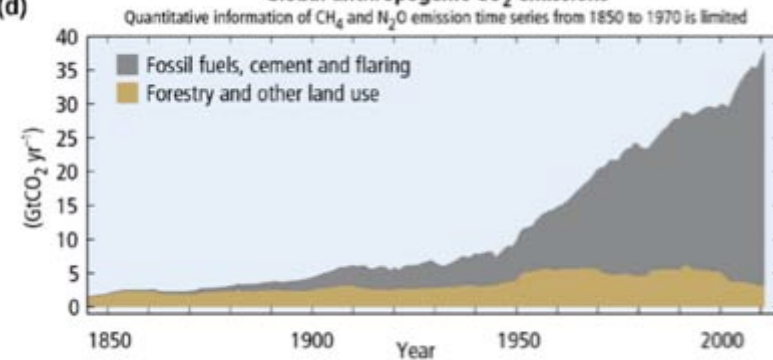 (d)
Quantitative information of CH₄ and N₂O emission time series from 1850 to 1970 is limited
40
35
30
25
20
15
10
5
0
(GtCO₂ yr⁻¹)
Fossil fuels, cement and flaring
Forestry and other land use
1850
1900
1950
2000
Year